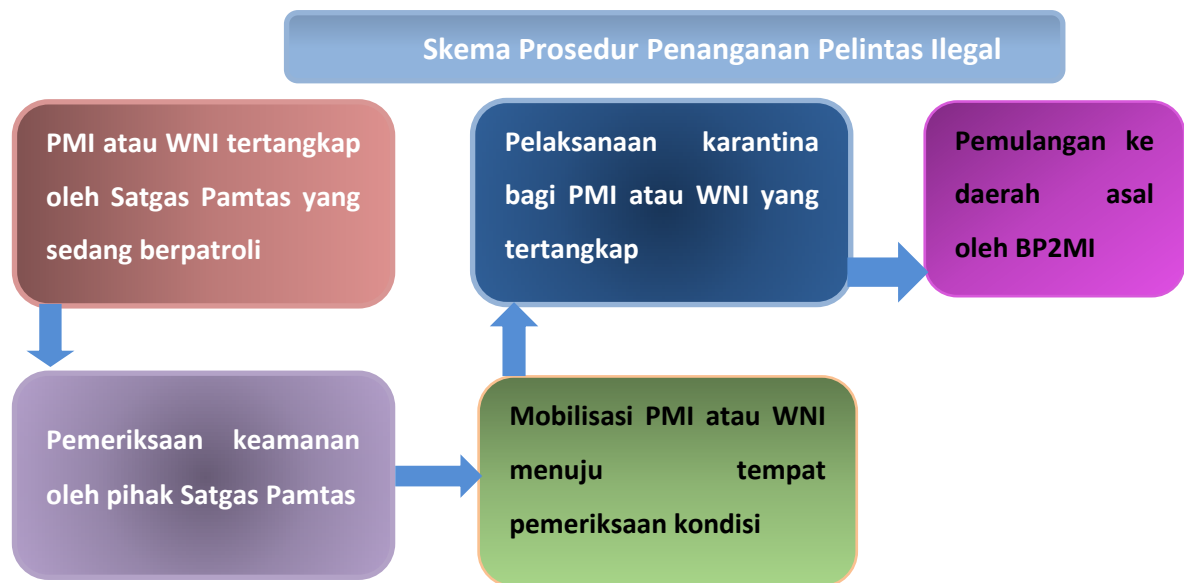 Skema Prosedur Penanganan Pelintas Ilegal
PMI atau WNI tertangkap
oleh Satgas Pamtas yang
sedang berpatroli
Pemeriksaan keamanan
oleh pihak Satgas Pamtas
Mobilisasi PMI atau WNI
menuju tempat
pemeriksaan kondisi
Pelaksanaan karantina
bagi PMI atau WNI yang
tertangkap
Pemulangan ke
daerah asal
oleh BP2MI